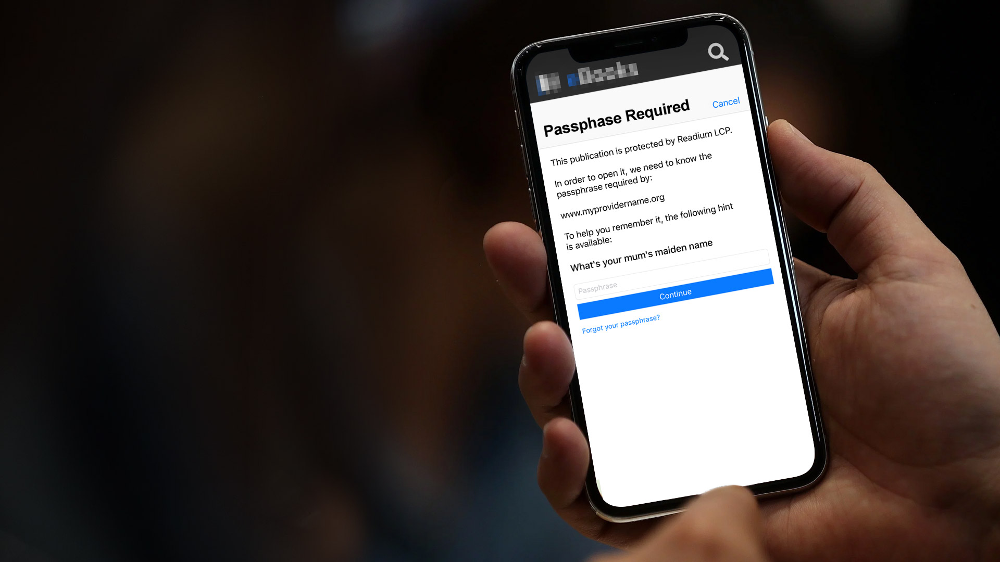 Passphase Required
Cancel
This publication is protected by Readium LCP.
In order to open it, we need to know the
passphrase required by:
www.myprovidername.org
To help you remember it, the following hint
is available:
What's your mum's maiden name
Passphrase
Continue
Forgot your passphrase?